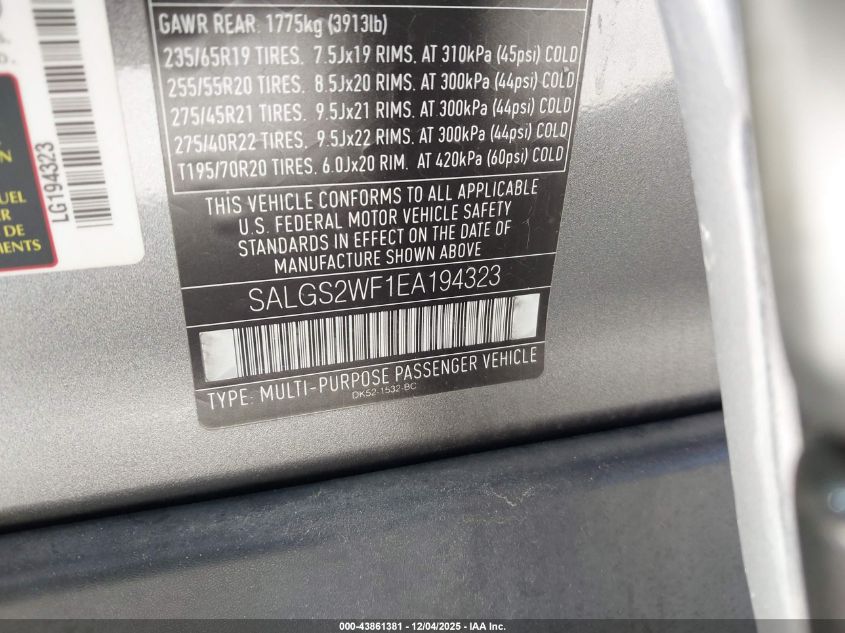 GAWR REAR: 1775kg (3913lb)
235/65R19 TIRES. 7.5Jx19 RIMS. AT 310kPa (45psi) COLD
255/55R20 TIRES. 8.5Jx20 RIMS. AT 300kPa (44psi) COLD
275/45R21 TIRES. 9.5Jx21 RIMS. AT 300kPa (44psi) COLD
275/40R22 TIRES. 9.5Jx22 RIMS. AT 300kPa (44psi) COLD
T195/70R20 TIRES. 6.0Jx20 RIM. AT 420kPa (60psi) COLD
THIS VEHICLE CONFORMS TO ALL APPLICABLE
U.S. FEDERAL MOTOR VEHICLE SAFETY
STANDARDS IN EFFECT ON THE DATE OF
MANUFACTURE SHOWN ABOVE
SALGS2WF1EA194323
TYPE: MULTI-PURPOSE PASSENGER VEHICLE
DK52-1532-BC
LG194323
UEL
ER
DE
MENTS
000-43861381 - 12/04/2025 - IAA Inc.